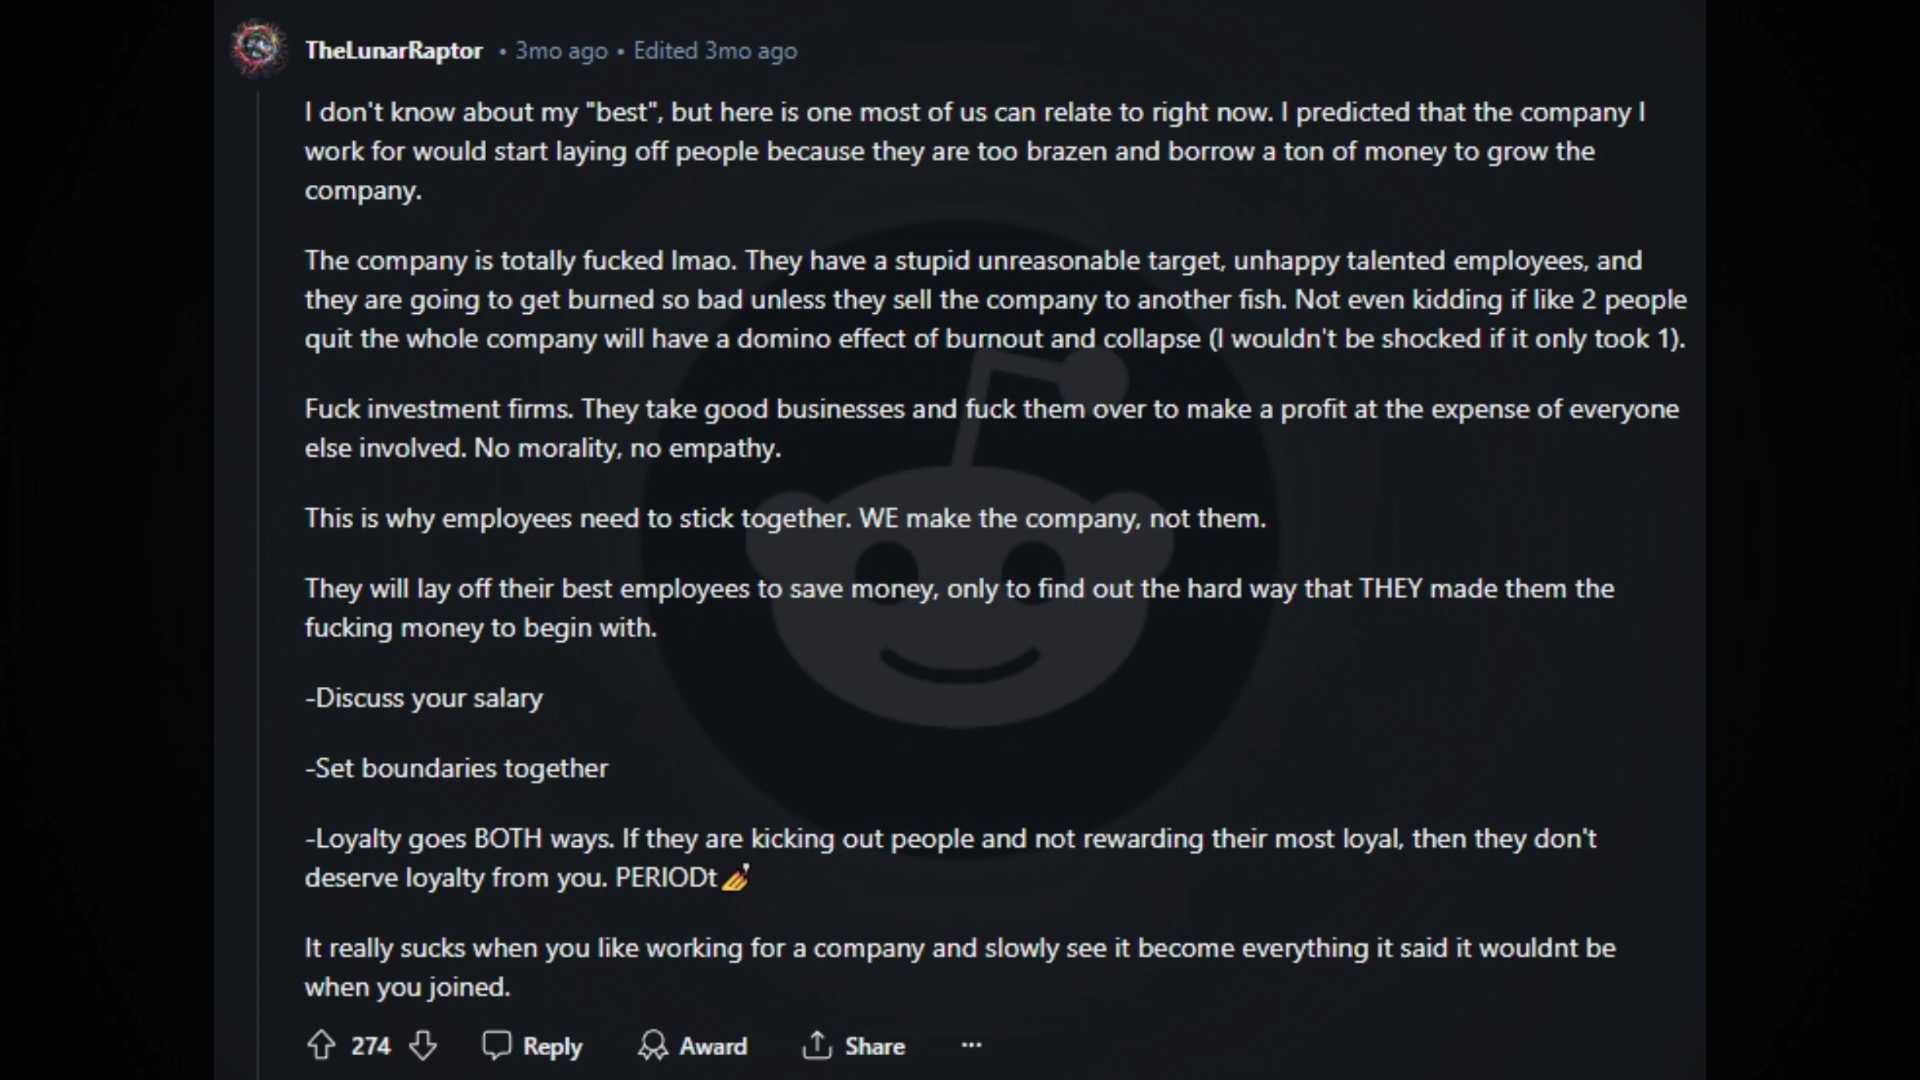 TheLunarRaptor • 3mo ago • Edited 3mo ago
I don't know about my "best", but here is one most of us can relate to right now. I predicted that the company I
work for would start laying off people because they are too brazen and borrow a ton of money to grow the
company.
The company is totally fucked lmao. They have a stupid unreasonable target, unhappy talented employees, and
they are going to get burned so bad unless they sell the company to another fish. Not even kidding if like 2 people
quit the whole company will have a domino effect of burnout and collapse (I wouldn't be shocked if it only took 1).
Fuck investment firms. They take good businesses and fuck them over to make a profit at the expense of everyone
else involved. No morality, no empathy.
This is why employees need to stick together. WE make the company, not them.
They will lay off their best employees to save money, only to find out the hard way that THEY made them the
fucking money to begin with.
-Discuss your salary
-Set boundaries together
-Loyalty goes BOTH ways. If they are kicking out people and not rewarding their most loyal, then they don't
deserve loyalty from you. PERIODt💅
It really sucks when you like working for a company and slowly see it become everything it said it wouldnt be
when you joined.
274 Reply Award Share ...